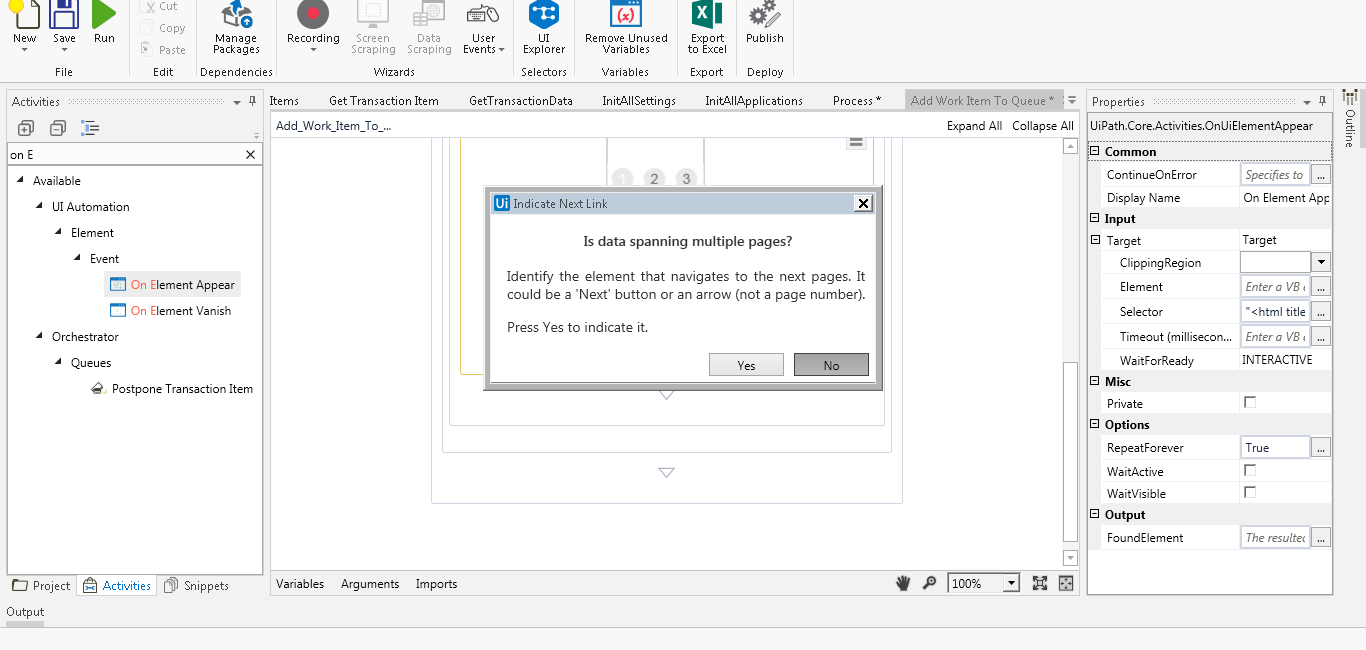 New
Save
Run
File
Cut
Copy
Paste
Edit
Manage
Packages
Dependencies
Recording
Screen
Scraping
Data
Scraping
User
Events
Wizards
UI
Explorer
Selectors
Remove Unused
Variables
Variables
Export
to Excel
Export
Publish
Deploy
Activities
on E
Available
UI Automation
Element
Event
On Element Appear
On Element Vanish
Orchestrator
Queues
Postpone Transaction Item
Project
Activities
Snippets
Output
Items
Get Transaction Item
GetTransactionData
InitAllSettings
InitAllApplications
Process *
Add Work Item To Queue *
Add_Work_Item_To_...
Expand All
Collapse All
1 2 3
Ui Indicate Next Link
Is data spanning multiple pages?
Identify the element that navigates to the next pages. It
could be a 'Next' button or an arrow (not a page number).
Press Yes to indicate it.
Yes
No
Variables
Arguments
Imports
100%
Properties
UiPath.Core.Activities.OnUiElementAppear
Common
ContinueOnError Specifies to ...
Display Name On Element App
Input
Target Target
ClippingRegion
Element Enter a VB ...
Selector "<html title ...
Timeout (millisecon... Enter a VB ...
WaitForReady INTERACTIVE
Misc
Private
Options
RepeatForever True ...
WaitActive
WaitVisible
Output
FoundElement The resulted ...
Outline